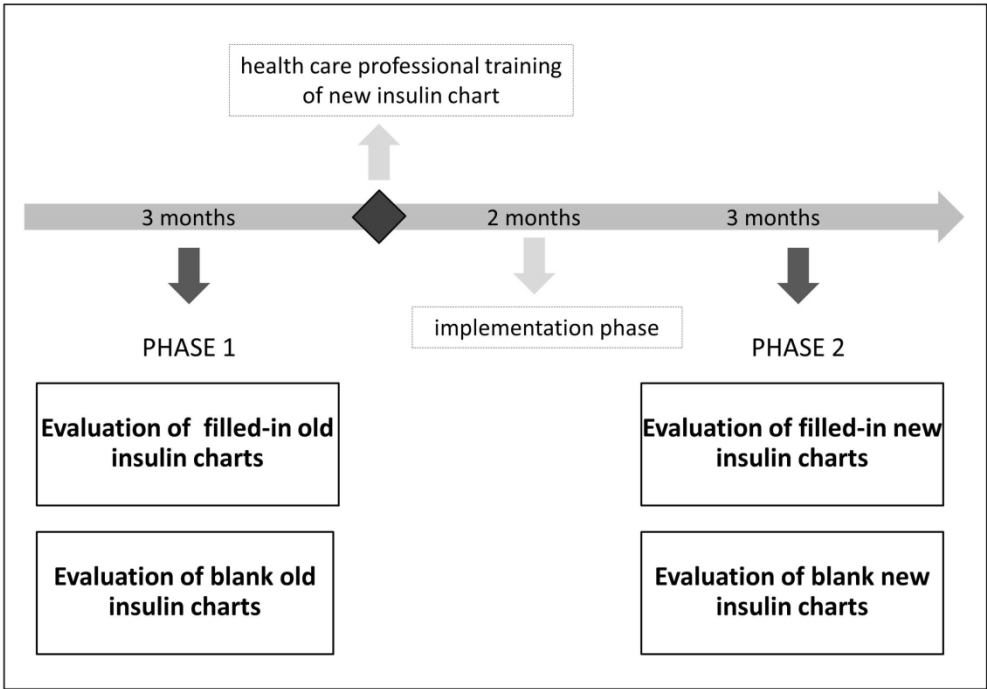 health care professional training
of new insulin chart
3 months
2 months
3 months
implementation phase
PHASE 1
PHASE 2
Evaluation of filled-in old
insulin charts
Evaluation of filled-in new
insulin charts
Evaluation of blank old
insulin charts
Evaluation of blank new
insulin charts